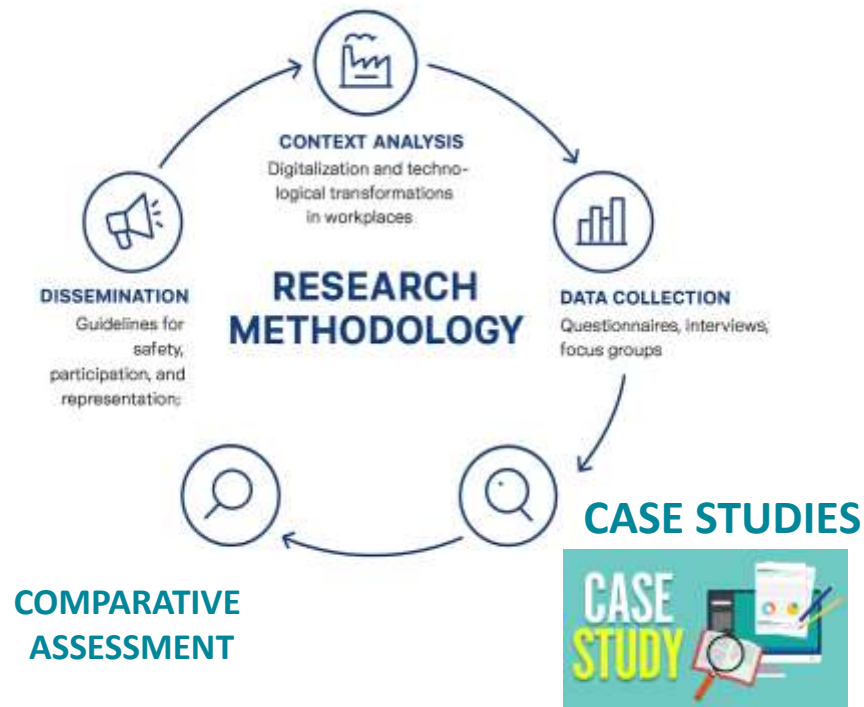 CONTEXT ANALYSIS
Digitalization and techno-
logical transformations
in workplaces
DISSEMINATION
Guidelines for
safety,
participation, and
representation;
RESEARCH
METHODOLOGY
DATA COLLECTION
Questionnaires, interviews,
focus groups
CASE STUDIES
CASE
STUDY
COMPARATIVE
ASSESSMENT